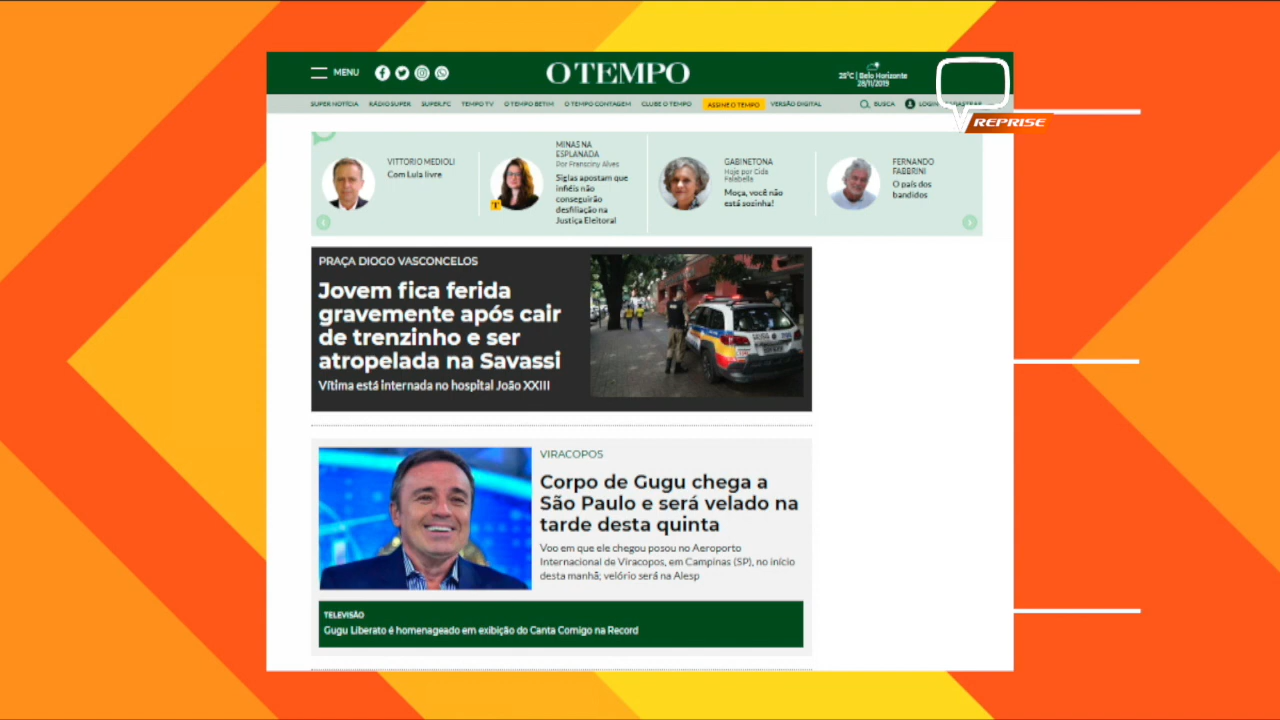 MENU
O TEMPO
25°C | Belo Horizonte
28/11/2019
SUPER NOTÍCIA RÁDIO SUPER SUPER.FC TEMPO TV O TEMPO BETIM O TEMPO CONTAGEM CLUBE O TEMPO ASSINE O TEMPO VERSÃO DIGITAL BUSCA LOGIN
REPRISE
VITTORIO MEDIOLI
Com Lula livre
MINAS NA
ESPLANADA
Por Fransciny Alves
Siglas apostam que
infiéis não
conseguirão
desfiliação na
Justiça Eleitoral
GABINETONA
Hoje por Cida
Falabella
Moça, você não
está sozinha!
FERNANDO
FABBRINI
O país dos
bandidos
PRAÇA DIOGO VASCONCELOS
Jovem fica ferida
gravemente após cair
de trenzinho e ser
atropelada na Savassi
Vítima está internada no hospital João XXIII
VIRACOPOS
Corpo de Gugu chega a
São Paulo e será velado na
tarde desta quinta
Voo em que ele chegou posou no Aeroporto
Internacional de Viracopos, em Campinas (SP), no início
desta manhã; velório será na Alesp
TELEVISÃO
Gugu Liberato é homenageado em exibição do Canta Comigo na Record